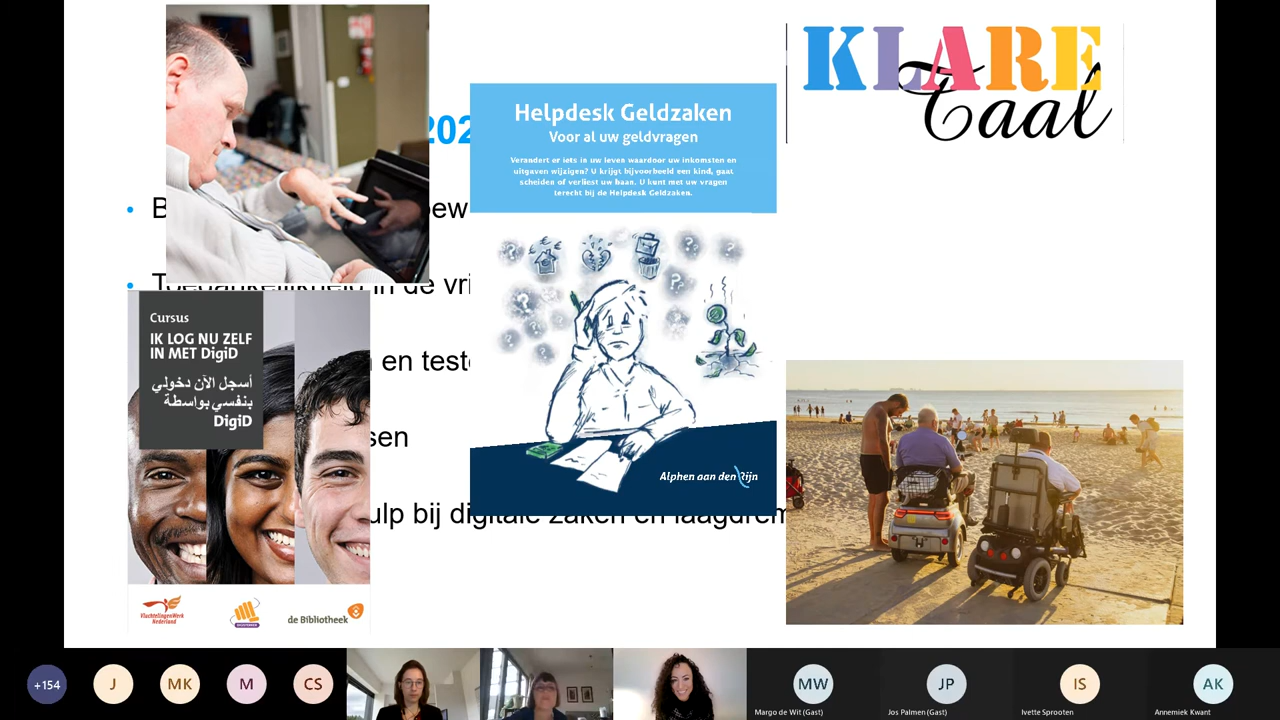 KLARE
Taal
202
Helpdesk Geldzaken
Voor al uw geldvragen
Verandert er iets in uw leven waardoor uw inkomsten en
uitgaven wijzigen? U krijgt bijvoorbeeld een kind, gaat
scheiden of verliest uw baan. U kunt met uw vragen
terecht bij de Helpdesk Geldzaken.
• B
ew
• Toegankelijkheid in de vri
Cursus
IK LOG NU ZELF
IN MET DigiD
أسجل الآن دخولي
بنفسي بواسطة
DigiD
en teste
sen
Alphen aan den Rijn
ulp bij digitale zaken en laagdrem
VluchtelingenWerk
Nederland
de Bibliotheek
+154
J
MK
M
CS
MW
JP
IS
AK
Margo de Wit (Gast)
Jos Palmen (Gast)
Ivette Sprooten
Annemiek Kwant